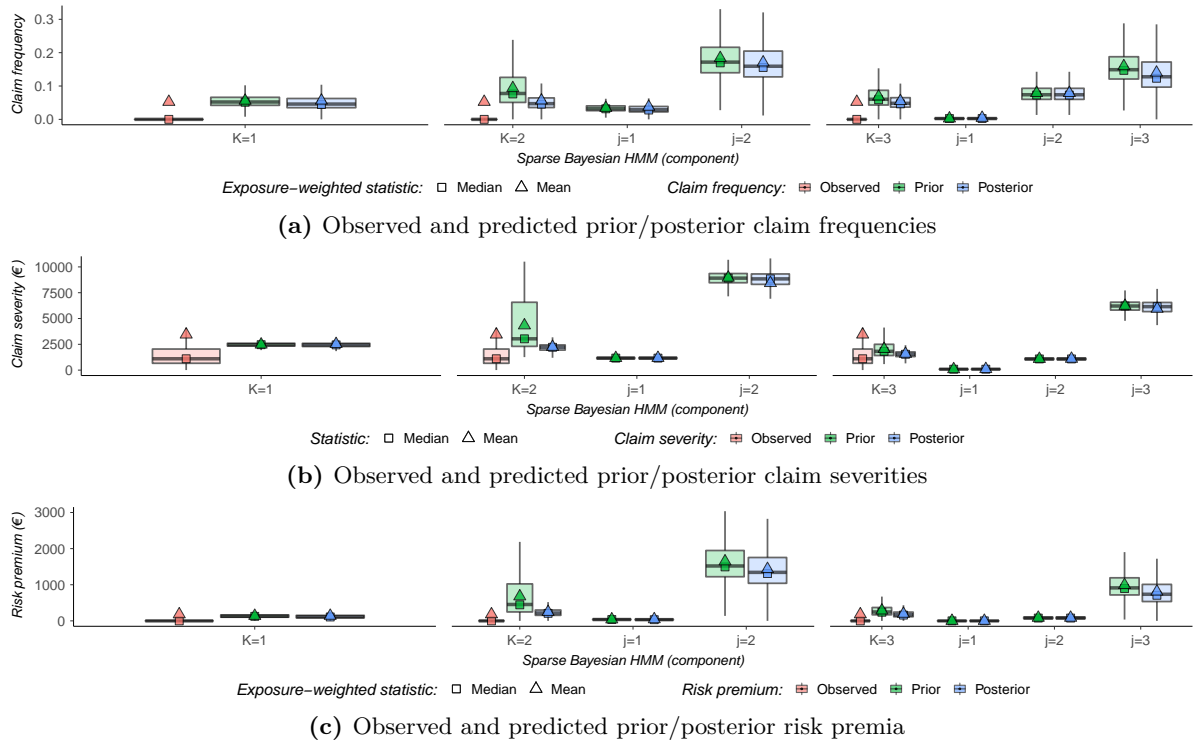 Claim frequency
0.3
0.2
0.1
0.0
K=1
K=2
j=1
j=2
K=3
j=1
j=2
j=3
Sparse Bayesian HMM (component)
Exposure−weighted statistic: Median Mean Claim frequency: Observed Prior Posterior
(a) Observed and predicted prior/posterior claim frequencies
Claim severity (€)
10000
7500
5000
2500
0
K=1
K=2
j=1
j=2
K=3
j=1
j=2
j=3
Sparse Bayesian HMM (component)
Statistic: Median Mean Claim severity: Observed Prior Posterior
(b) Observed and predicted prior/posterior claim severities
Risk premium (€)
3000
2000
1000
0
K=1
K=2
j=1
j=2
K=3
j=1
j=2
j=3
Sparse Bayesian HMM (component)
Exposure−weighted statistic: Median Mean Risk premium: Observed Prior Posterior
(c) Observed and predicted prior/posterior risk premia